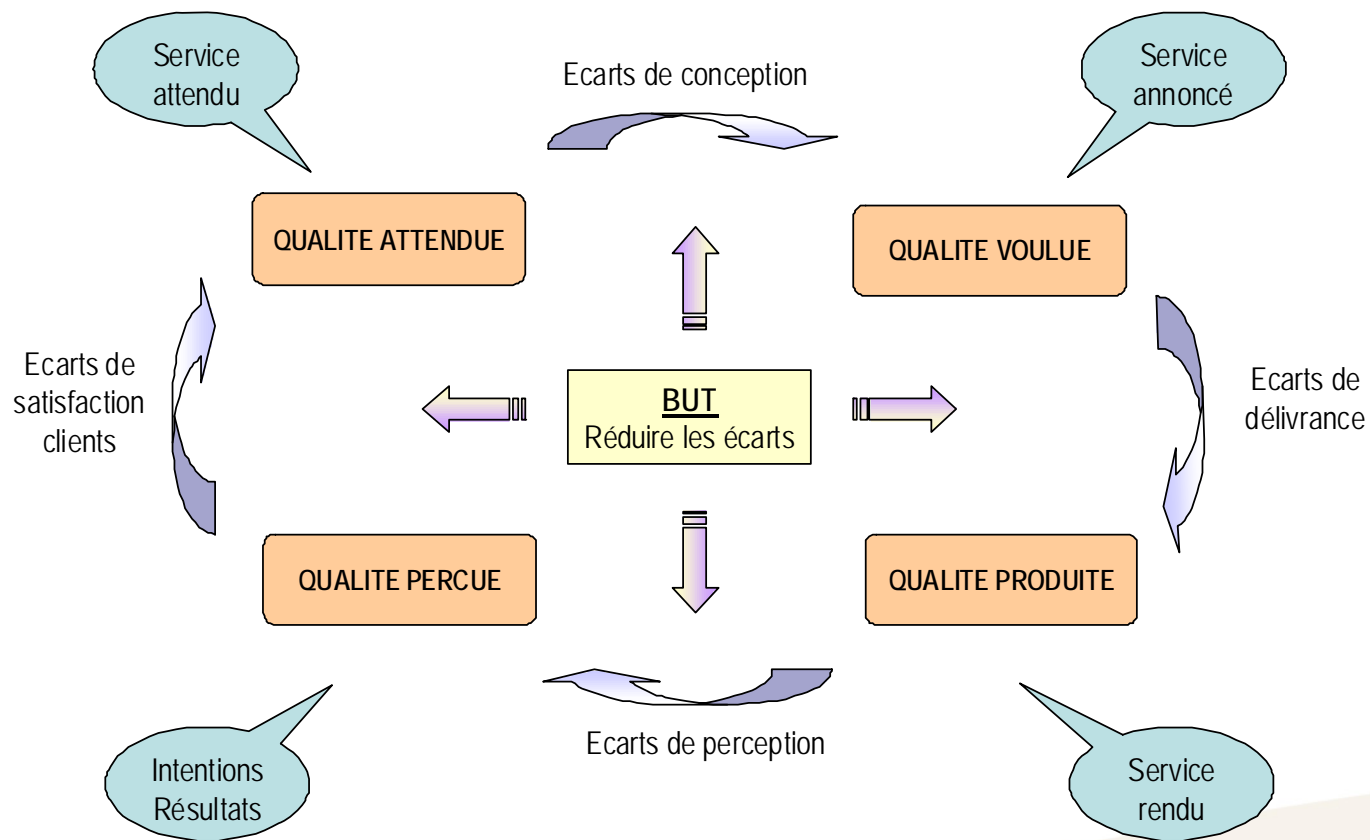 Service
attendu
Ecarts de conception
Service
annoncé
QUALITE ATTENDUE
QUALITE VOULUE
Ecarts de
satisfaction
clients
BUT
Réduire les écarts
Ecarts de
délivrance
QUALITE PERCUE
QUALITE PRODUITE
Ecarts de perception
Intentions
Résultats
Service
rendu